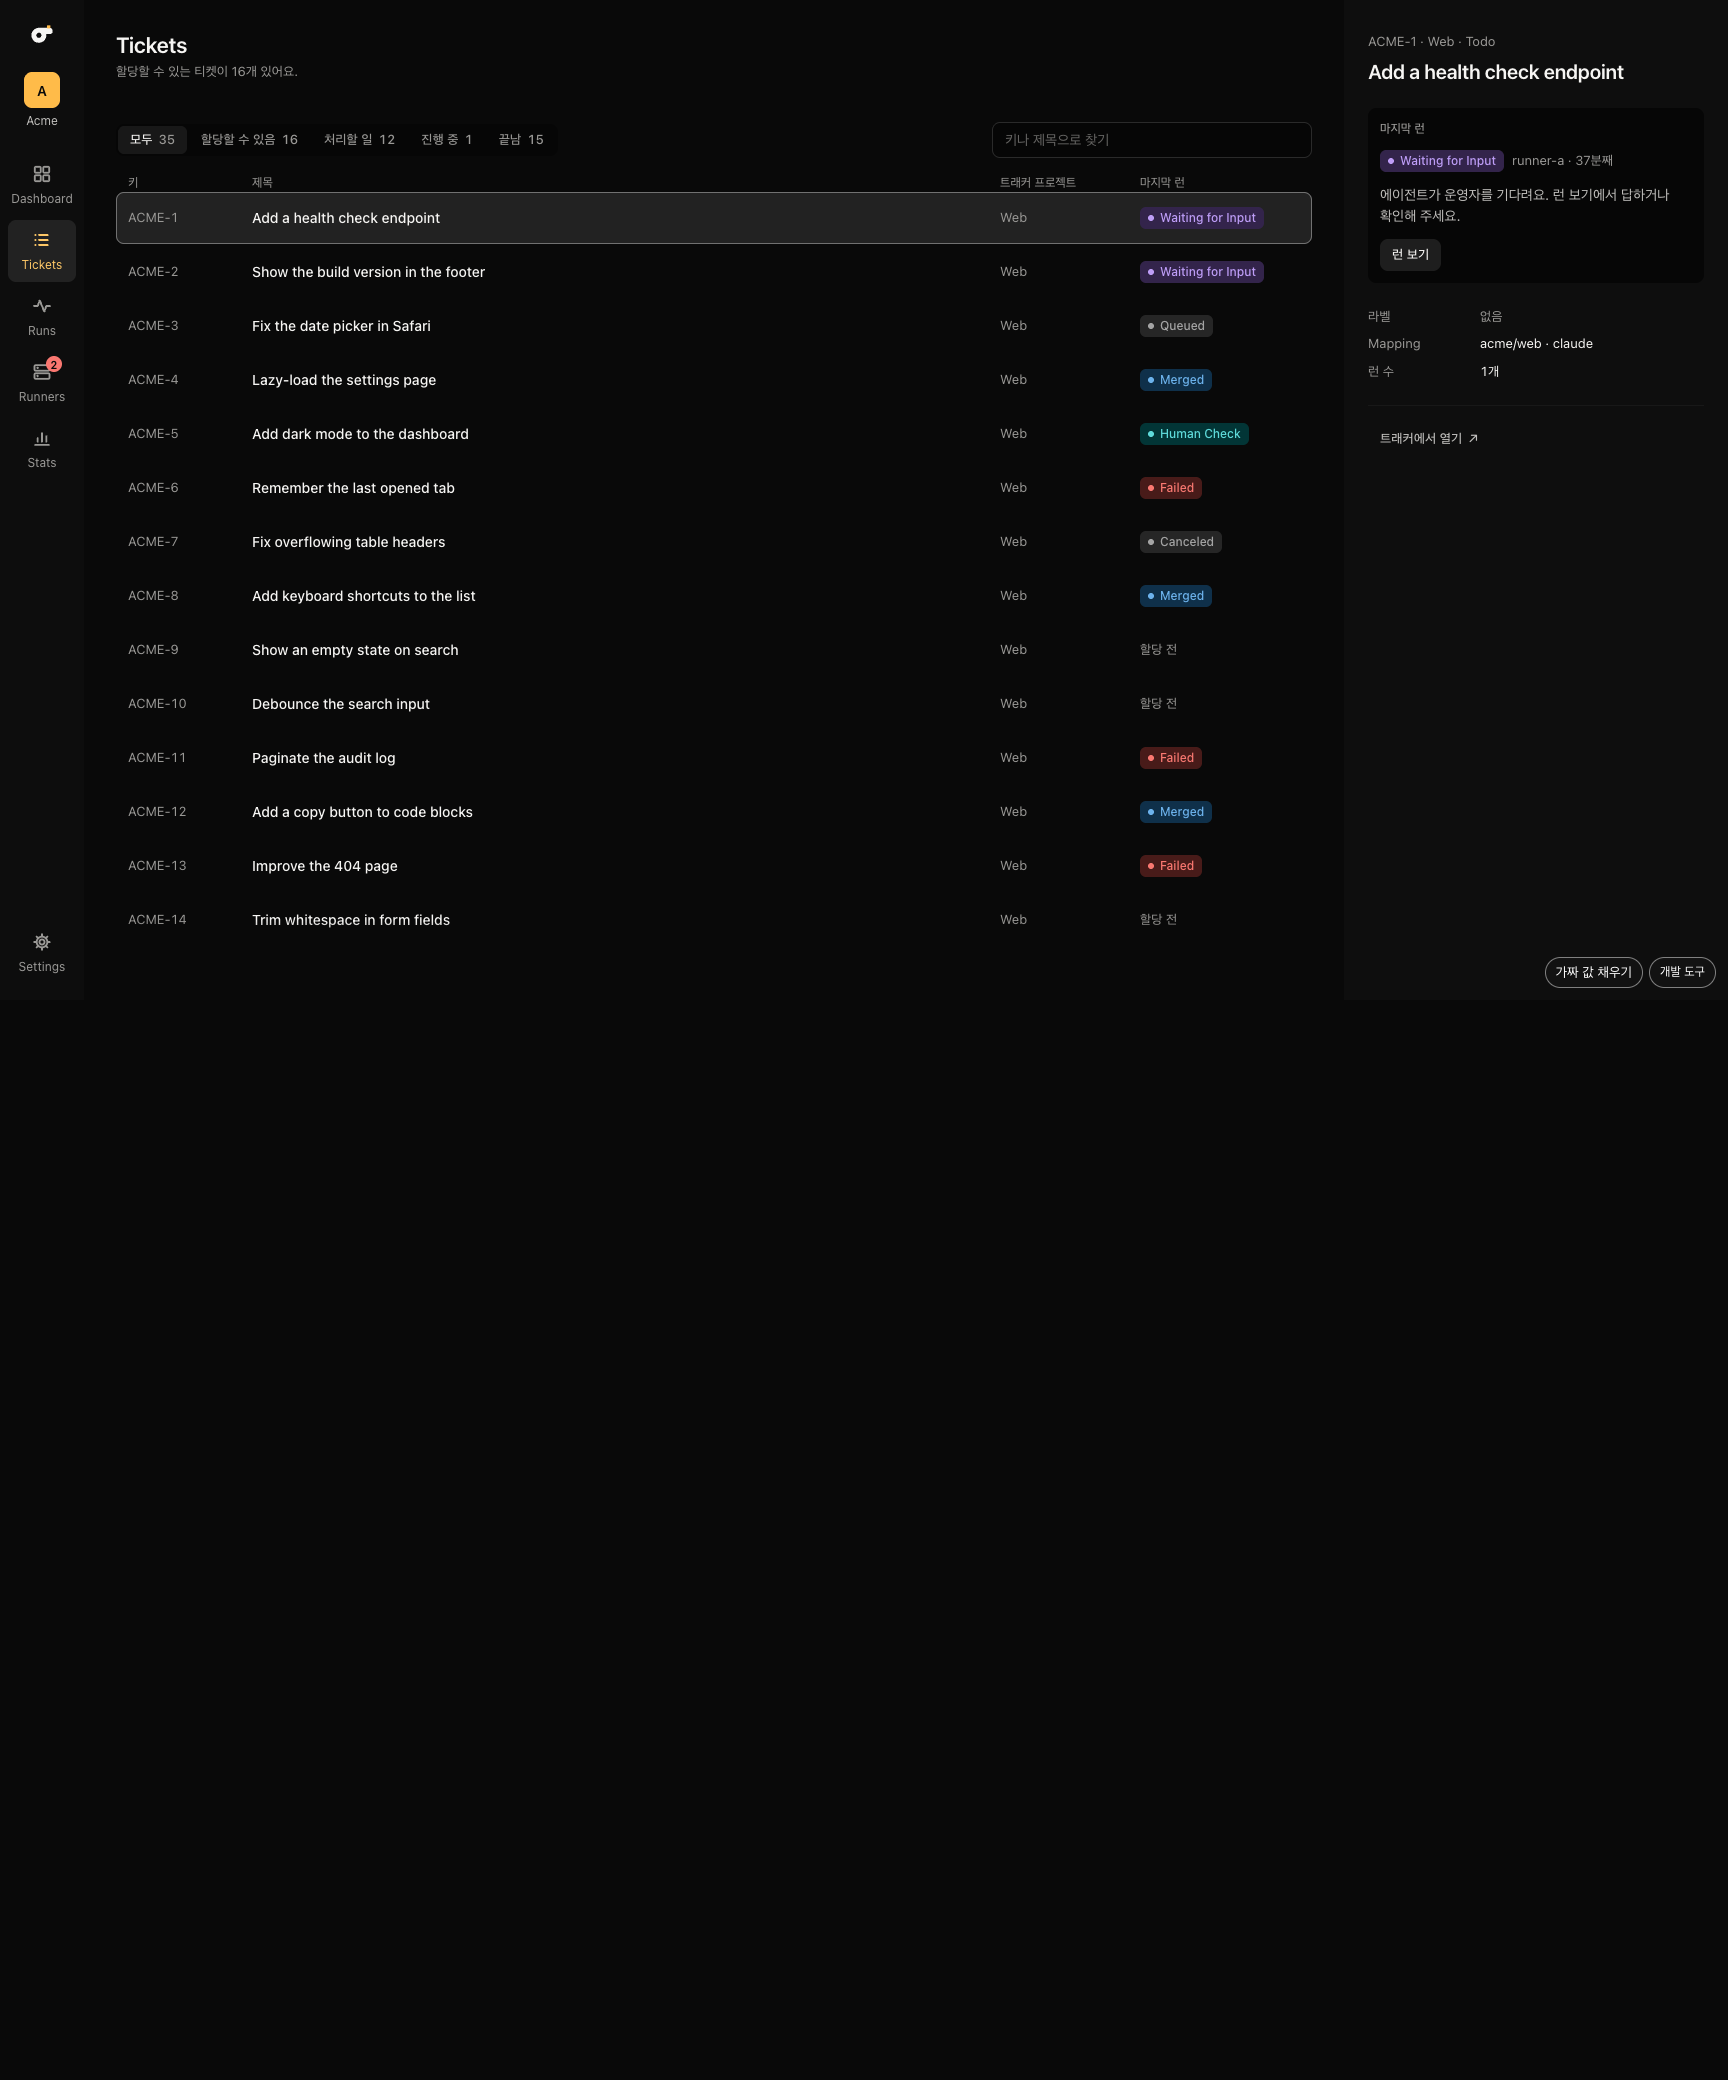 A
Acme
Dashboard
Tickets
Runs
2
Runners
Stats
Settings
Tickets
할당할 수 있는 티켓이 16개 있어요.
모두 35 할당할 수 있음 16 처리할 일 12 진행 중 1 끝남 15
키나 제목으로 찾기
키 제목 트래커 프로젝트 마지막 런
ACME-1 Add a health check endpoint Web Waiting for Input
ACME-2 Show the build version in the footer Web Waiting for Input
ACME-3 Fix the date picker in Safari Web Queued
ACME-4 Lazy-load the settings page Web Merged
ACME-5 Add dark mode to the dashboard Web Human Check
ACME-6 Remember the last opened tab Web Failed
ACME-7 Fix overflowing table headers Web Canceled
ACME-8 Add keyboard shortcuts to the list Web Merged
ACME-9 Show an empty state on search Web 할당 전
ACME-10 Debounce the search input Web 할당 전
ACME-11 Paginate the audit log Web Failed
ACME-12 Add a copy button to code blocks Web Merged
ACME-13 Improve the 404 page Web Failed
ACME-14 Trim whitespace in form fields Web 할당 전
ACME-1 · Web · Todo
Add a health check endpoint
마지막 런
Waiting for Input runner-a · 37분째
에이전트가 운영자를 기다려요. 런 보기에서 답하거나
확인해 주세요.
런 보기
라벨 없음
Mapping acme/web · claude
런 수 1개
트래커에서 열기
가짜 값 채우기 개발 도구